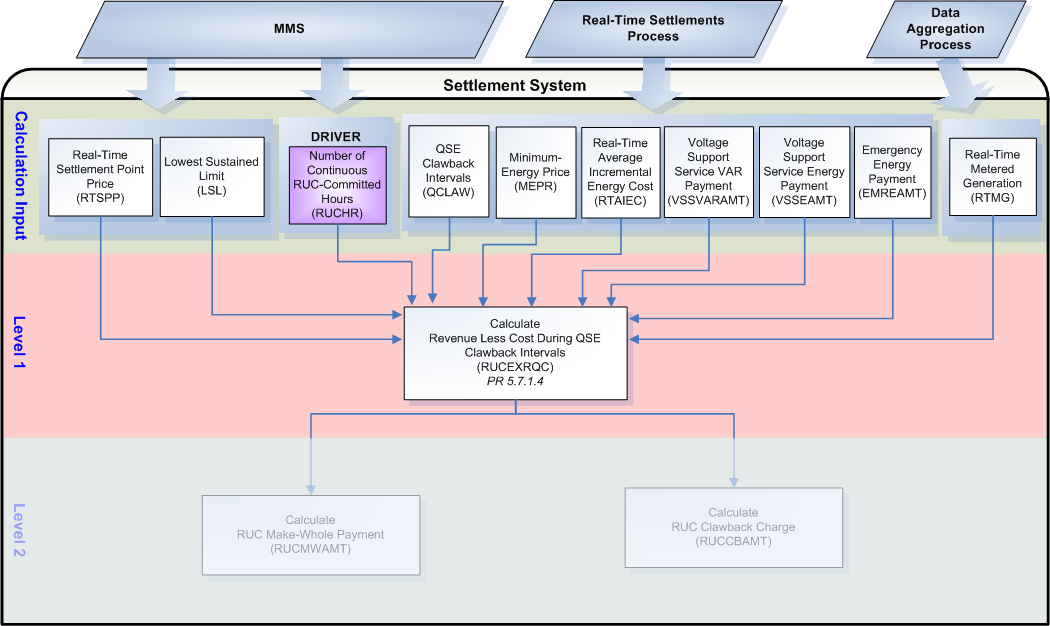 MMS
Real-Time Settlements
Process
Data
Aggregation
Process
Settlement System
Calculation Input
Real-Time
Settlement Point
Price
(RTSPP)
Lowest Sustained
Limit
(LSL)
DRIVER
Number of
Continuous
RUC-Committed
Hours
(RUCHR)
QSE
Clawback
Intervals
(QCLAW)
Minimum-
Energy Price
(MEPR)
Real-Time
Average
Incremental
Energy Cost
(RTAIEC)
Voltage
Support
Service VAR
Payment
(VSSVARAMT)
Voltage
Support
Service Energy
Payment
(VSSEAMT)
Emergency
Energy
Payment
(EMREAMT)
Real-Time
Metered
Generation
(RTMG)
Level 1
Calculate
Revenue Less Cost During QSE
Clawback Intervals
(RUCEXRQC)
PR 5.7.1.4
Level 2
Calculate
RUC Make-Whole Payment
(RUCMWAMT)
Calculate
RUC Clawback Charge
(RUCCBAMT)